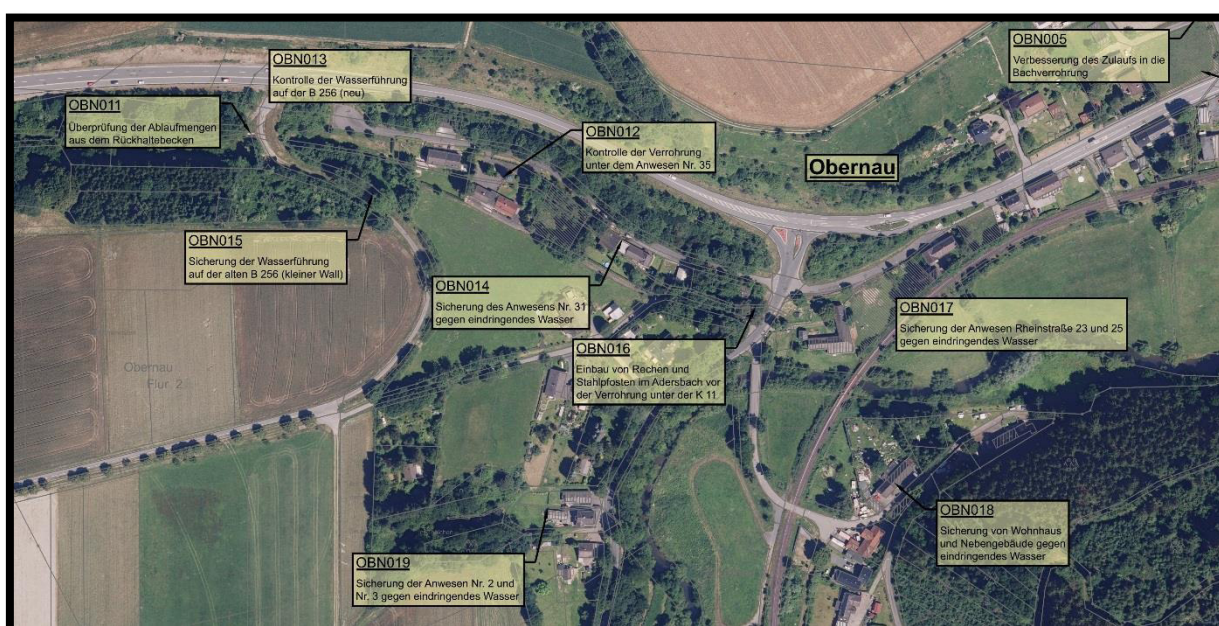 OBN005
Verbesserung des Zulaufs in die
Bachverrohrung
OBN013
Kontrolle der Wasserführung
auf der B 256 (neu)
OBN011
Überprüfung der Ablaufmengen
aus dem Rückhaltebecken
OBN012
Kontrolle der Verrohrung
unter dem Anwesen Nr. 35
Obernau
OBN015
Sicherung der Wasserführung
auf der alten B 256 (kleiner Wall)
OBN014
Sicherung des Anwesens Nr. 31
gegen eindringendes Wasser
OBN017
Sicherung der Anwesen Rheinstraße 23 und 25
gegen eindringendes Wasser
OBN016
Einbau von Rechen und
Stahlpfosten im Adersbach vor
der Verrohrung unter der K 11
Obernau
Flur. 2
OBN018
Sicherung von Wohnhaus
und Nebengebäude gegen
eindringendes Wasser
OBN019
Sicherung der Anwesen Nr. 2 und
Nr. 3 gegen eindringendes Wasser